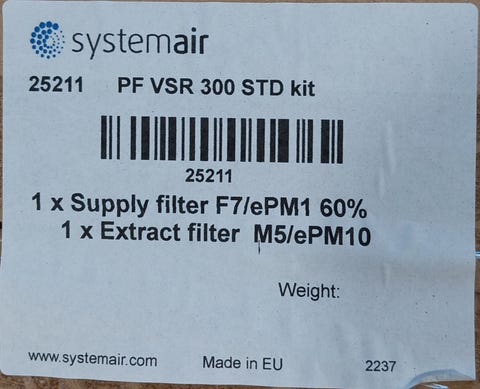 systemair
25211 PF VSR 300 STD kit
25211
1 x Supply filter F7/ePM1 60%
1 x Extract filter M5/ePM10
Weight:
www.systemair.com Made in EU 2237